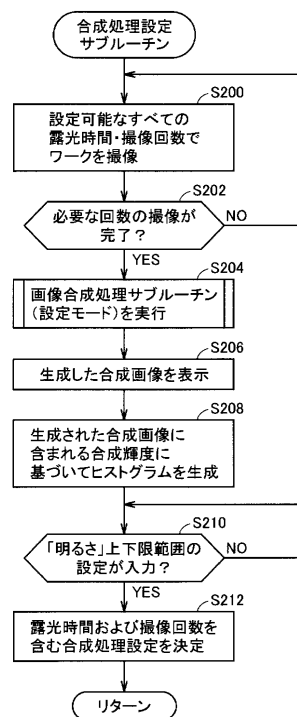 合成処理設定
サブルーチン
S200
設定可能なすべての
露光時間・撮像回数で
ワークを撮像
S202
必要な回数の撮像が
完了?
NO
YES
S204
画像合成処理サブルーチン
(設定モード)を実行
S206
生成した合成画像を表示
S208
生成された合成画像に
含まれる合成輝度に
基づいてヒストグラムを生成
S210
「明るさ」上下限範囲の
設定が入力?
NO
YES
S212
露光時間および撮像回数を
含む合成処理設定を決定
リターン